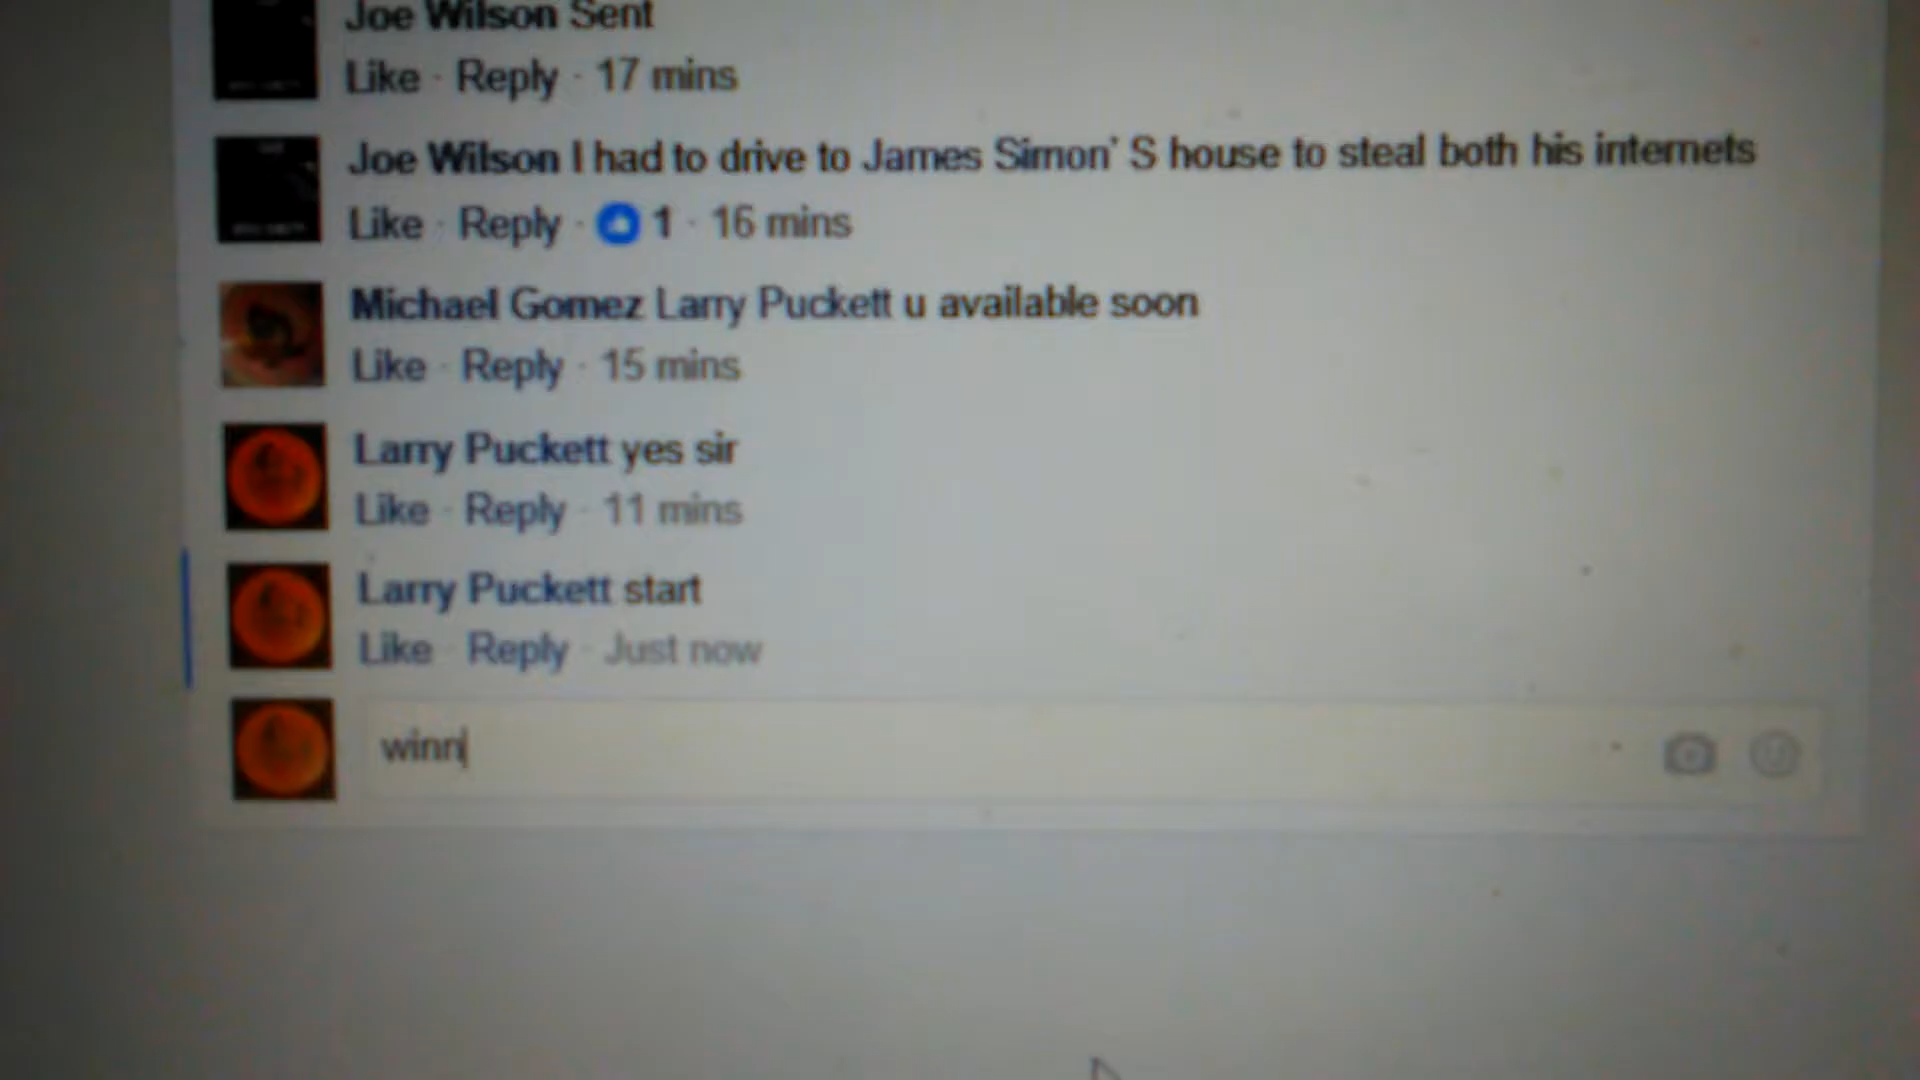 Joe Wilson Sent
Like · Reply · 17 mins
Joe Wilson I had to drive to James Simon' S house to steal both his internets
Like · Reply · 1 · 16 mins
Michael Gomez Larry Puckett u available soon
Like · Reply · 15 mins
Larry Puckett yes sir
Like · Reply · 11 mins
Larry Puckett start
Like · Reply · Just now
winn